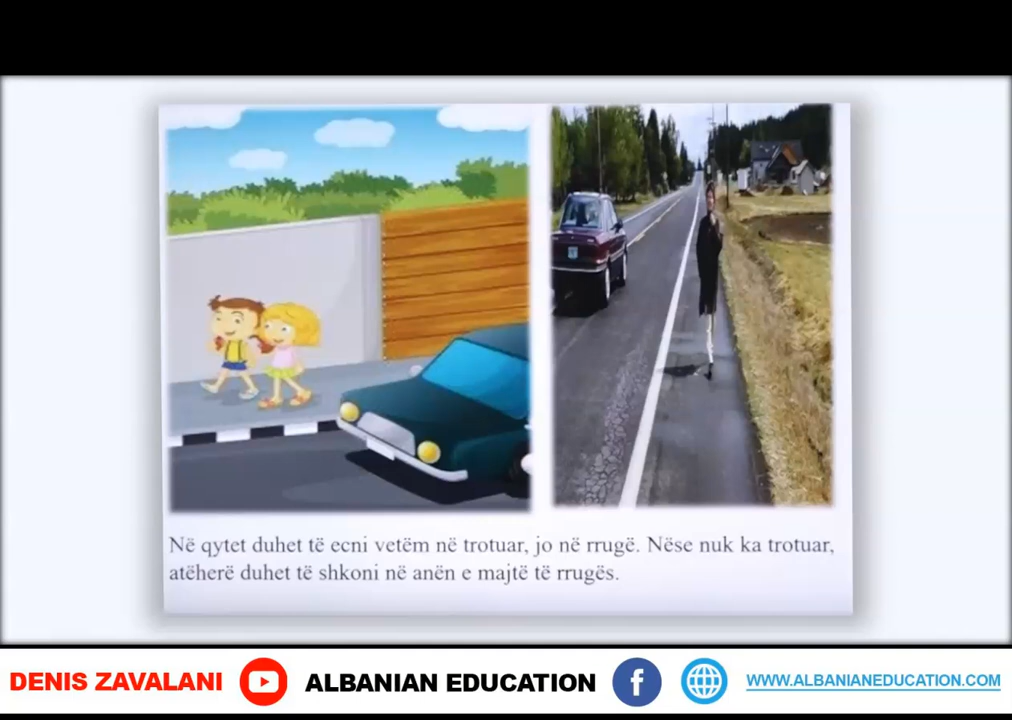 Në qytet duhet të ecni vetëm në trotuar, jo në rrugë. Nëse nuk ka trotuar,
atëherë duhet të shkoni në anën e majtë të rrugës.
DENIS ZAVALANI ALBANIAN EDUCATION f WWW.ALBANIANEDUCATION.COM